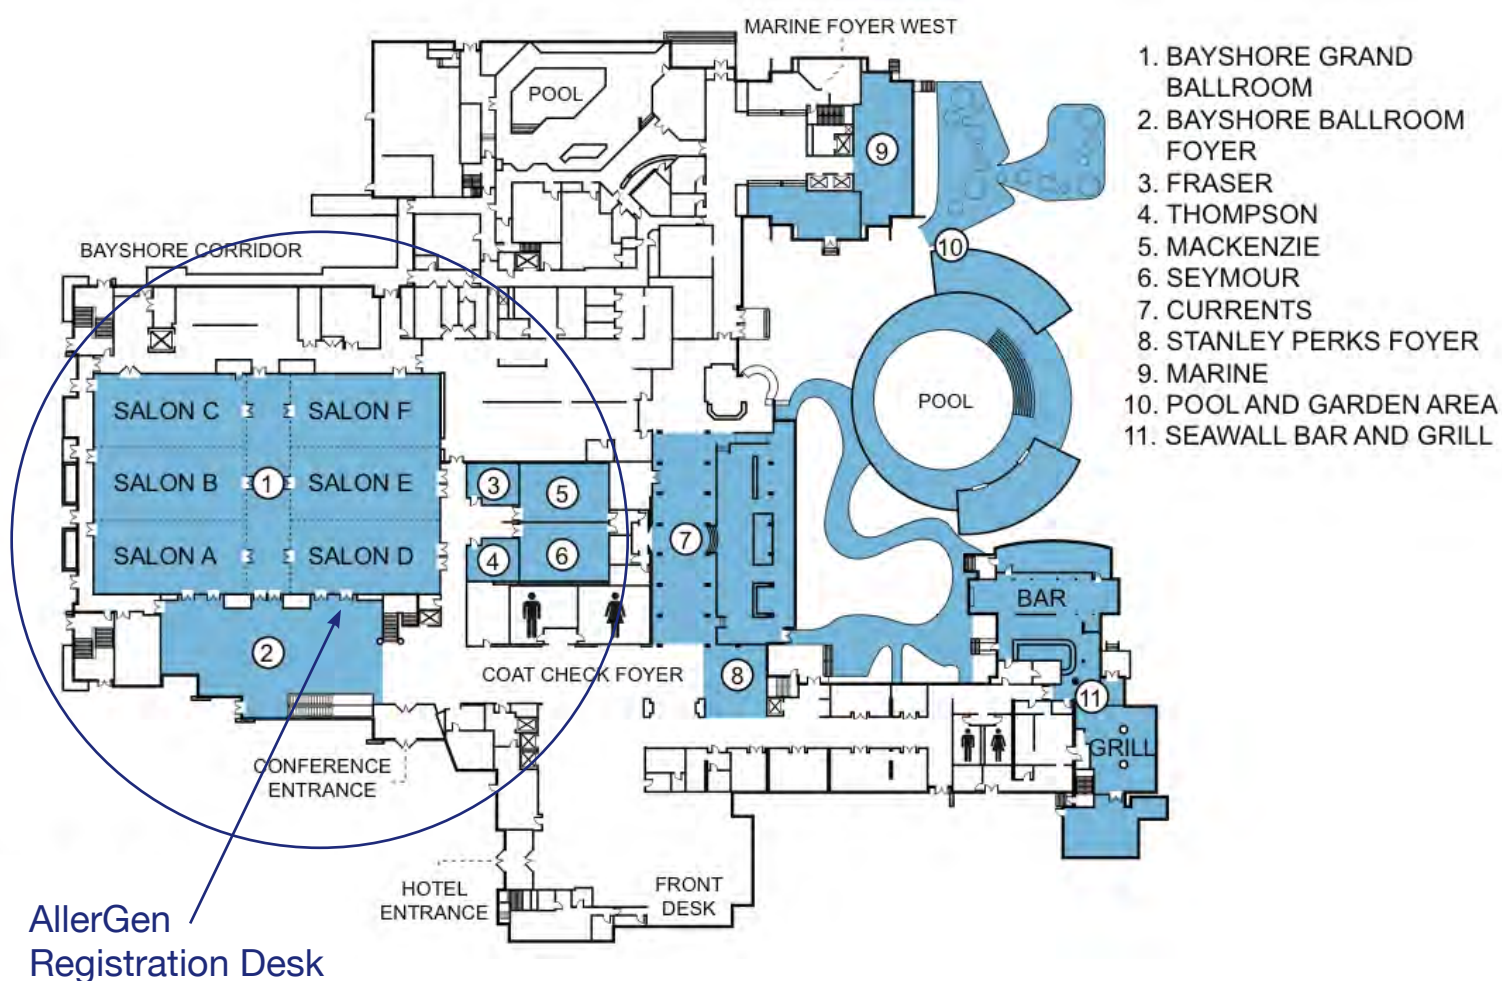 MARINE FOYER WEST
POOL
9
10
BAYSHORE CORRIDOR
POOL
SALON C
SALON F
SALON B
1
SALON E
SALON A
SALON D
3
5
4
6
7
2
COAT CHECK FOYER
8
BAR
11
GRILL
CONFERENCE
ENTRANCE
HOTEL
ENTRANCE
FRONT
DESK
AllerGen
Registration Desk
1. BAYSHORE GRAND
BALLROOM
2. BAYSHORE BALLROOM
FOYER
3. FRASER
4. THOMPSON
5. MACKENZIE
6. SEYMOUR
7. CURRENTS
8. STANLEY PERKS FOYER
9. MARINE
10. POOL AND GARDEN AREA
11. SEAWALL BAR AND GRILL